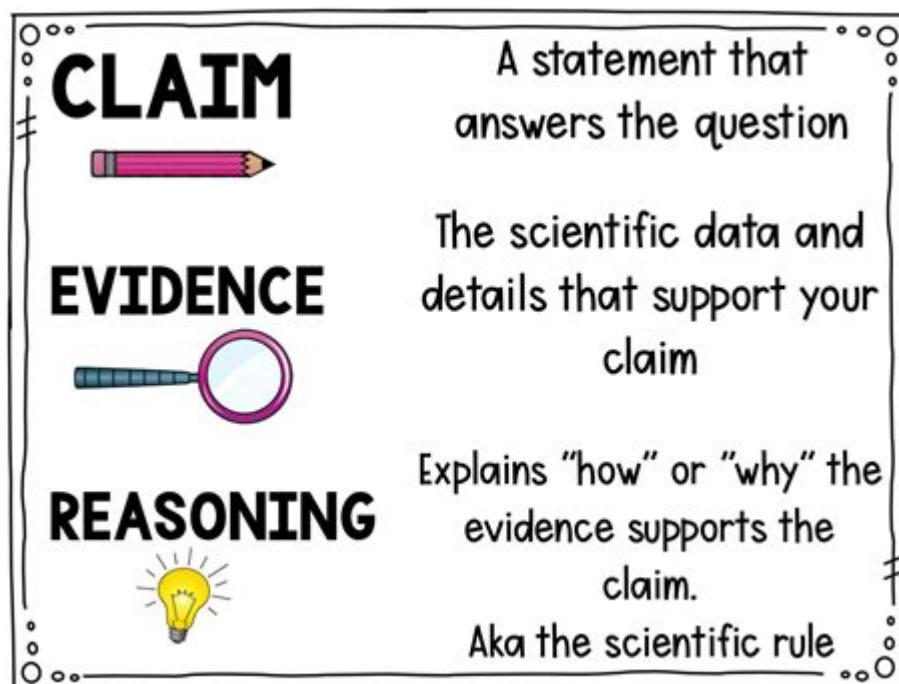 CLAIM
A statement that
answers the question
EVIDENCE
The scientific data and
details that support your
claim
REASONING
Explains "how" or "why" the
evidence supports the
claim.
Aka the scientific rule